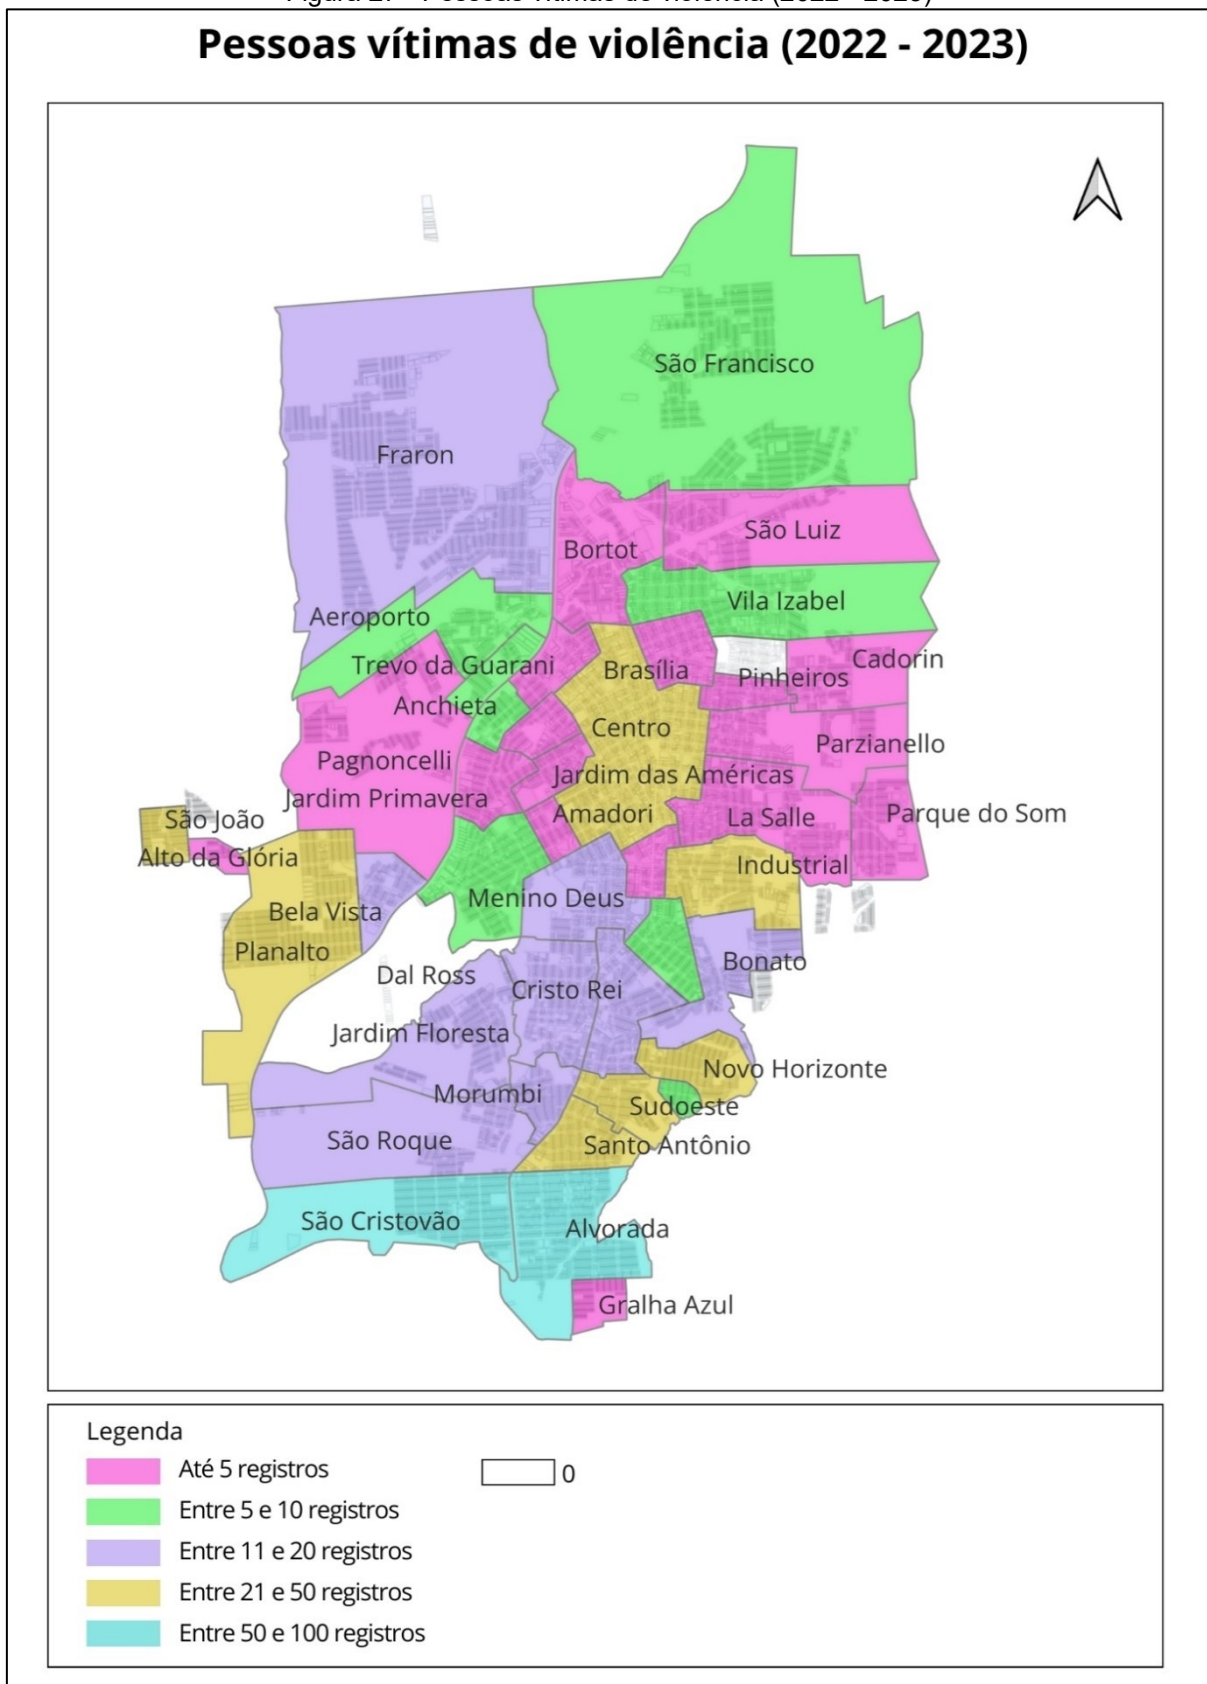 Pessoas vítimas de violência (2022 - 2023)
São Francisco
Fraron
São Luiz
Bortot
Vila Izabel
Aeroporto
Cadorin
Trevo da Guarani
Brasília
Pinheiros
Anchieta
Centro
Parzianello
Pagnoncelli
Jardim das Américas
Jardim Primavera
Amadori
La Salle
Parque do Som
São João
Alto da Glória
Industrial
Menino Deus
Bela Vista
Planalto
Bonato
Dal Ross
Cristo Rei
Jardim Floresta
Novo Horizonte
Morumbi
Sudoeste
São Roque
Santo Antônio
São Cristovão
Alvorada
Gralha Azul
Legenda
Até 5 registros
0
Entre 5 e 10 registros
Entre 11 e 20 registros
Entre 21 e 50 registros
Entre 50 e 100 registros